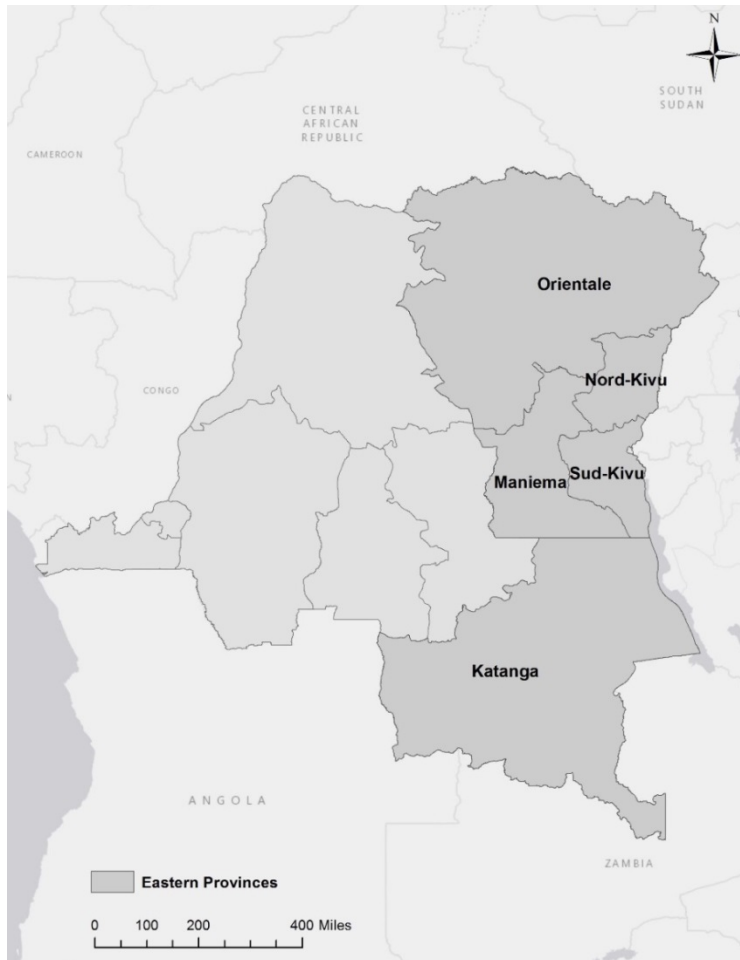 N
SOUTH
SUDAN
CENTRAL
AFRICAN
REPUBLIC
CAMEROON
Orientale
Nord-Kivu
CONGO
N
Maniema
Sud-Kivu
Katanga
ANGOLA
ZAMBIA
Eastern Provinces
0 100 200 400 Miles